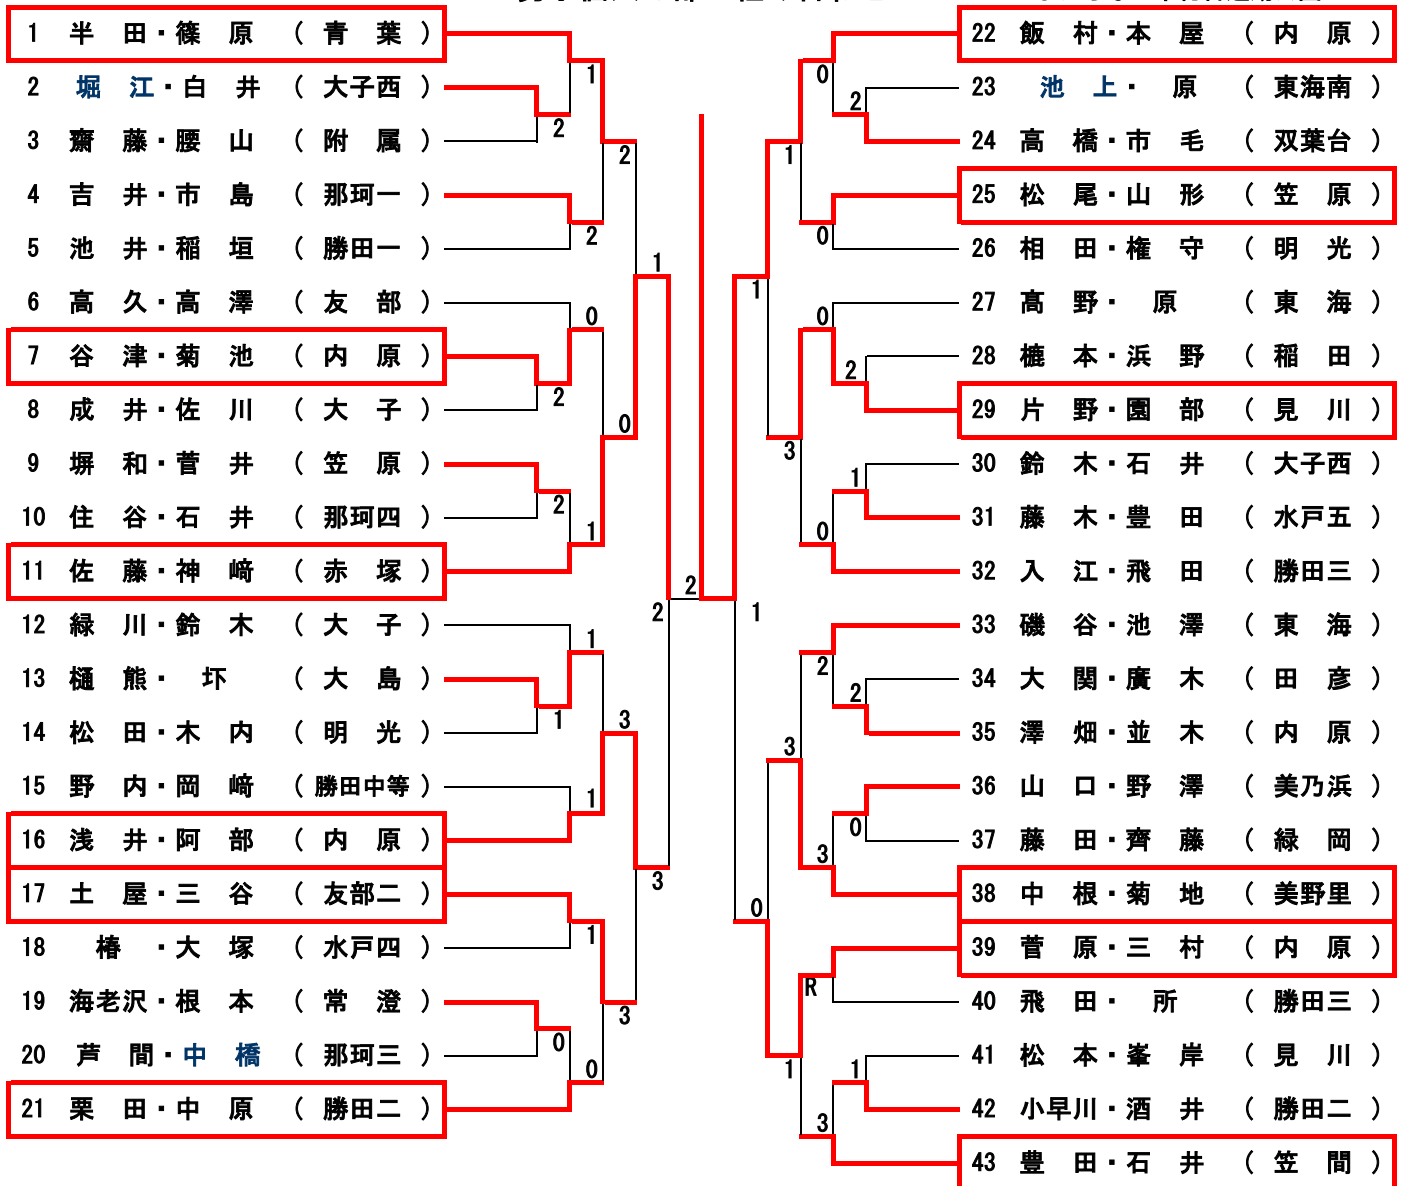 1 半 田・篠 原 ( 青 葉 )
2 堀 江・白 井 ( 大子西 )
3 齋 藤・腰 山 ( 附 属 )
4 吉 井・市 島 ( 那珂一 )
5 池 井・稲 垣 ( 勝田一 )
6 高 久・高 澤 ( 友 部 )
7 谷 津・菊 池 ( 内 原 )
8 成 井・佐 川 ( 大 子 )
9 塀 和・菅 井 ( 笠 原 )
10 住 谷・石 井 ( 那珂四 )
11 佐 藤・神 﨑 ( 赤 塚 )
12 緑 川・鈴 木 ( 大 子 )
13 樋 熊・ 圷 ( 大 島 )
14 松 田・木 内 ( 明 光 )
15 野 内・岡 﨑 ( 勝田中等 )
16 浅 井・阿 部 ( 内 原 )
17 土 屋・三 谷 ( 友部二 )
18 椿 ・大 塚 ( 水戸四 )
19 海老沢・根 本 ( 常 澄 )
20 芦 間・中 橋 ( 那珂三 )
21 栗 田・中 原 ( 勝田二 )
1
2
2
2
1
0
2
0
2
1
2
1
1
3
1
3
1
3
0
0
2
22 飯 村・本 屋 ( 内 原 )
23 池 上・ 原 ( 東海南 )
24 高 橋・市 毛 ( 双葉台 )
25 松 尾・山 形 ( 笠 原 )
26 相 田・権 守 ( 明 光 )
27 髙 野・ 原 ( 東 海 )
28 樚 本・浜 野 ( 稲 田 )
29 片 野・園 部 ( 見 川 )
30 鈴 木・石 井 ( 大子西 )
31 藤 木・豊 田 ( 水戸五 )
32 入 江・飛 田 ( 勝田三 )
33 磯 谷・池 澤 ( 東 海 )
34 大 関・廣 木 ( 田 彦 )
35 澤 畑・並 木 ( 内 原 )
36 山 口・野 澤 ( 美乃浜 )
37 藤 田・齊 藤 ( 緑 岡 )
38 中 根・菊 地 ( 美野里 )
39 菅 原・三 村 ( 内 原 )
40 飛 田・ 所 ( 勝田三 )
41 松 本・峯 岸 ( 見 川 )
42 小早川・酒 井 ( 勝田二 )
43 豊 田・石 井 ( 笠 間 )
0
2
1
0
1
0
2
3
1
0
1
2
2
3
0
3
0
R
1
1
3